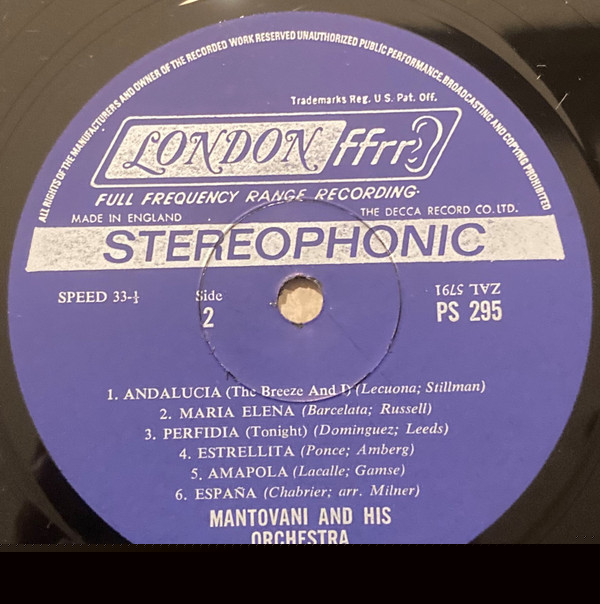 ALL RIGHTS OF THE MANUFACTURERS AND OWNER OF THE RECORDED WORK RESERVED UNAUTHORIZED PUBLIC PERFORMANCE, BROADCASTING AND COPYING PROHIBITED
Trademarks Reg. U.S. Pat. Off.
LONDON ffrr
FULL FREQUENCY RANGE RECORDING
MADE IN ENGLAND THE DECCA RECORD CO. LTD.
STEREOPHONIC
SPEED 33-⅓ Side ZAL 5791
2 PS 295
1. ANDALUCIA (The Breeze And I) (Lecuona; Stillman)
2. MARIA ELENA (Barcelata; Russell)
3. PERFIDIA (Tonight) (Dominguez; Leeds)
4. ESTRELLITA (Ponce; Amberg)
5. AMAPOLA (Lacalle; Gamse)
6. ESPAÑA (Chabrier; arr. Milner)
MANTOVANI AND HIS
ORCHESTRA